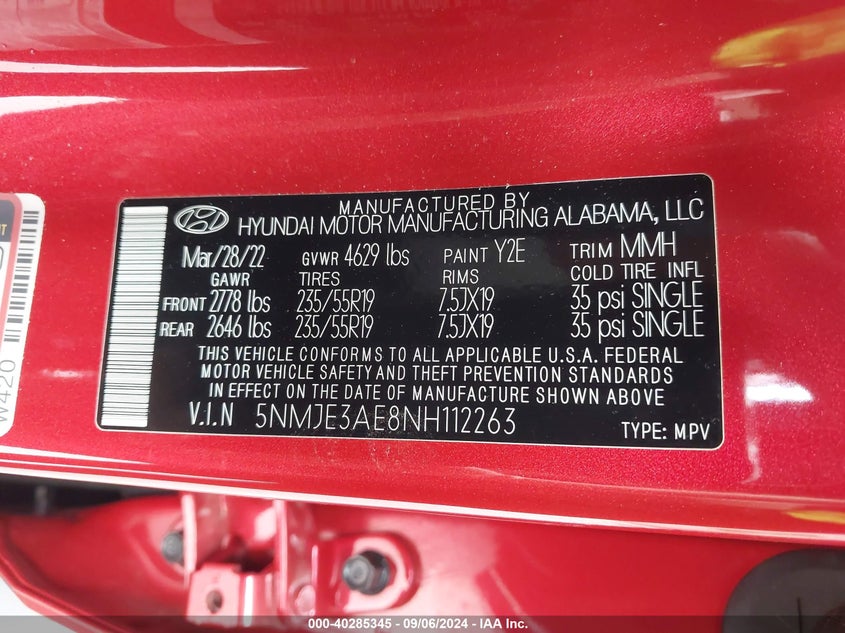 MANUFACTURED BY
HYUNDAI MOTOR MANUFACTURING ALABAMA, LLC
Mar/28/22 GVWR 4629 lbs PAINT Y2E TRIM MMH
GAWR TIRES RIMS COLD TIRE INFL
FRONT 2778 lbs 235/55R19 7.5JX19 35 psi SINGLE
REAR 2646 lbs 235/55R19 7.5JX19 35 psi SINGLE
THIS VEHICLE CONFORMS TO ALL APPLICABLE U.S.A. FEDERAL
MOTOR VEHICLE SAFETY AND THEFT PREVENTION STANDARDS
IN EFFECT ON THE DATE OF MANUFACTURE SHOWN ABOVE
V.I.N 5NMJE3AE8NH112263 TYPE: MPV
W420
000-40285345 - 09/06/2024 - IAA Inc.